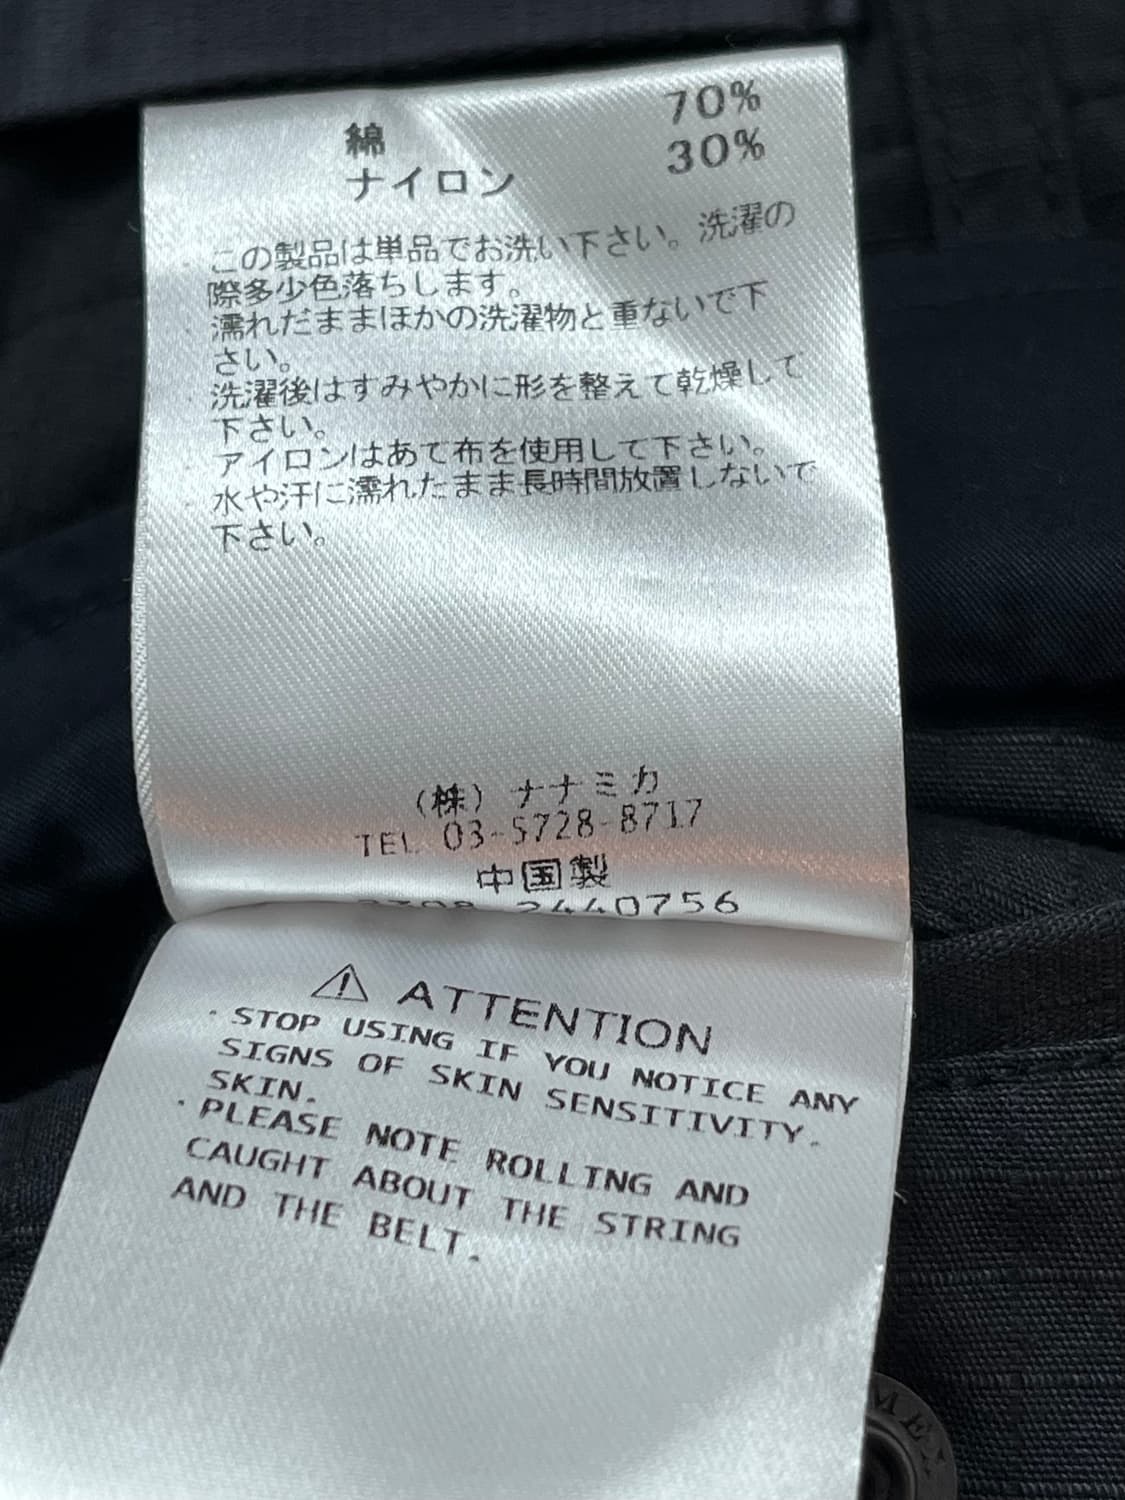 綿 70%
ナイロン 30%
・この製品は単品でお洗い下さい。洗濯の
際多少色落ちします。
・濡れだままほかの洗濯物と重ないで下
さい。
・洗濯後はすみやかに形を整えて乾燥して
下さい。
・アイロンはあて布を使用して下さい。
・水や汗に濡れたまま長時間放置しないで
下さい。
(株) ナナミカ
TEL 03-5728-8717
中国製
2440756
⚠ ATTENTION
・STOP USING IF YOU NOTICE ANY
SIGNS OF SKIN SENSITIVITY.
SKIN.
・PLEASE NOTE ROLLING AND
CAUGHT ABOUT THE STRING
AND THE BELT.